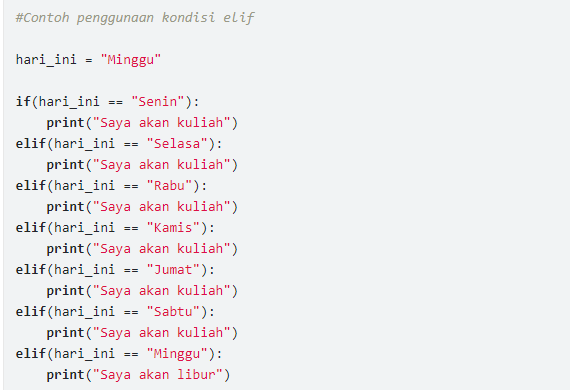 #Contoh penggunaan kondisi elif
hari_ini = "Minggu"
if(hari_ini == "Senin"):
    print("Saya akan kuliah")
elif(hari_ini == "Selasa"):
    print("Saya akan kuliah")
elif(hari_ini == "Rabu"):
    print("Saya akan kuliah")
elif(hari_ini == "Kamis"):
    print("Saya akan kuliah")
elif(hari_ini == "Jumat"):
    print("Saya akan kuliah")
elif(hari_ini == "Sabtu"):
    print("Saya akan kuliah")
elif(hari_ini == "Minggu"):
    print("Saya akan libur")